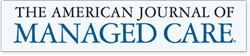 THE AMERICAN JOURNAL OF
MANAGED CARE®